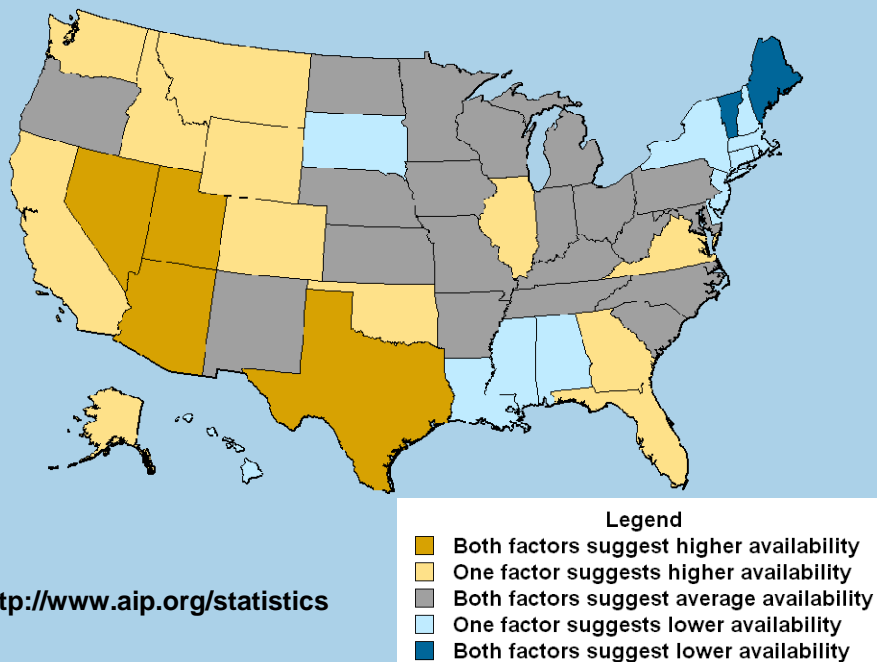 Legend
Both factors suggest higher availability
One factor suggests higher availability
Both factors suggest average availability
One factor suggests lower availability
Both factors suggest lower availability
tp://www.aip.org/statistics